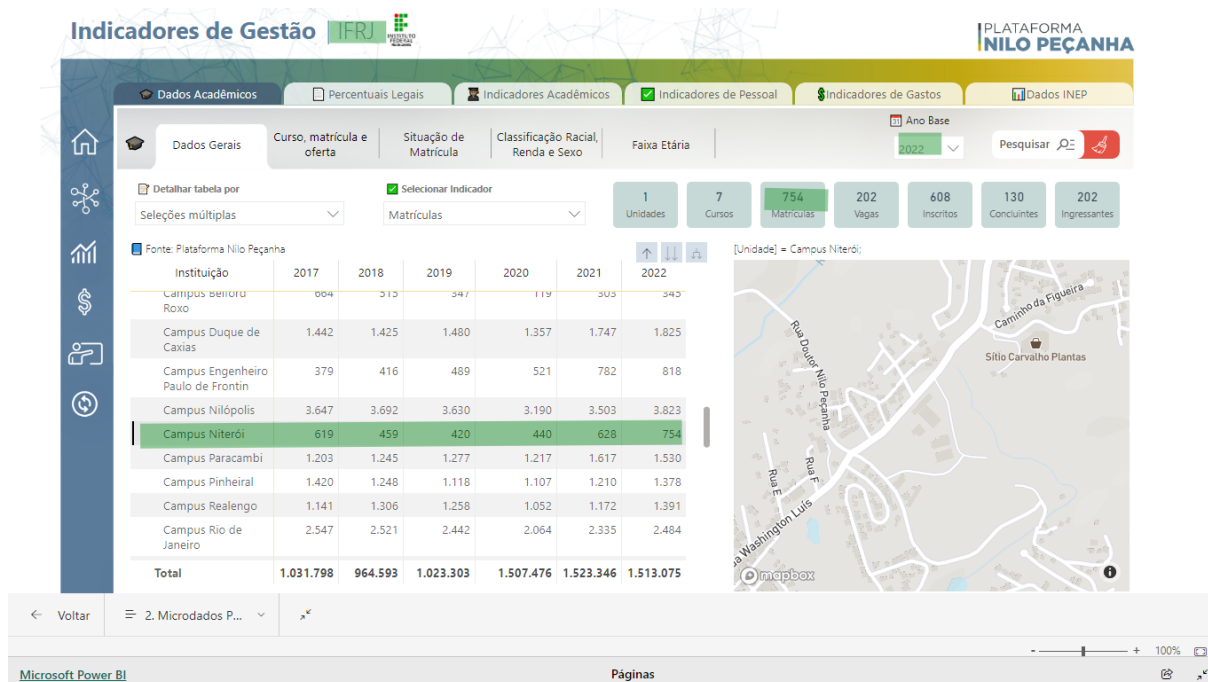 Indicadores de Gestão IFRJ
INSTITUTO
FEDERAL
PLATAFORMA
NILO PEÇANHA
Dados Acadêmicos Percentuais Legais Indicadores Acadêmicos Indicadores de Pessoal Indicadores de Gastos Dados INEP
Dados Gerais
Curso, matrícula e
oferta
Situação de
Matrícula
Classificação Racial,
Renda e Sexo
Faixa Etária
Ano Base
2022
Pesquisar
Detalhar tabela por
Seleções múltiplas
Selecionar Indicador
Matrículas
1
Unidades
7
Cursos
754
Matrículas
202
Vagas
608
Inscritos
130
Concluintes
202
Ingressantes
Fonte: Plataforma Nilo Peçanha
[Unidade] = Campus Niterói;
Instituição 2017 2018 2019 2020 2021 2022
Campus Belford
Roxo 664 515 347 119 303 345
Campus Duque de
Caxias 1.442 1.425 1.480 1.357 1.747 1.825
Campus Engenheiro
Paulo de Frontin 379 416 489 521 782 818
Campus Nilópolis 3.647 3.692 3.630 3.190 3.503 3.823
Campus Niterói 619 459 420 440 628 754
Campus Paracambi 1.203 1.245 1.277 1.217 1.617 1.530
Campus Pinheiral 1.420 1.248 1.118 1.107 1.210 1.378
Campus Realengo 1.141 1.306 1.258 1.052 1.172 1.391
Campus Rio de
Janeiro 2.547 2.521 2.442 2.064 2.335 2.484
Total 1.031.798 964.593 1.023.303 1.507.476 1.523.346 1.513.075
Caminho da Figueira
Rua Doutor Nilo Peçanha
Sítio Carvalho Plantas
Rua F
Rua E
Washington Luís
mapbox
Voltar
2. Microdados P...
- + 100%
Microsoft Power BI
Páginas